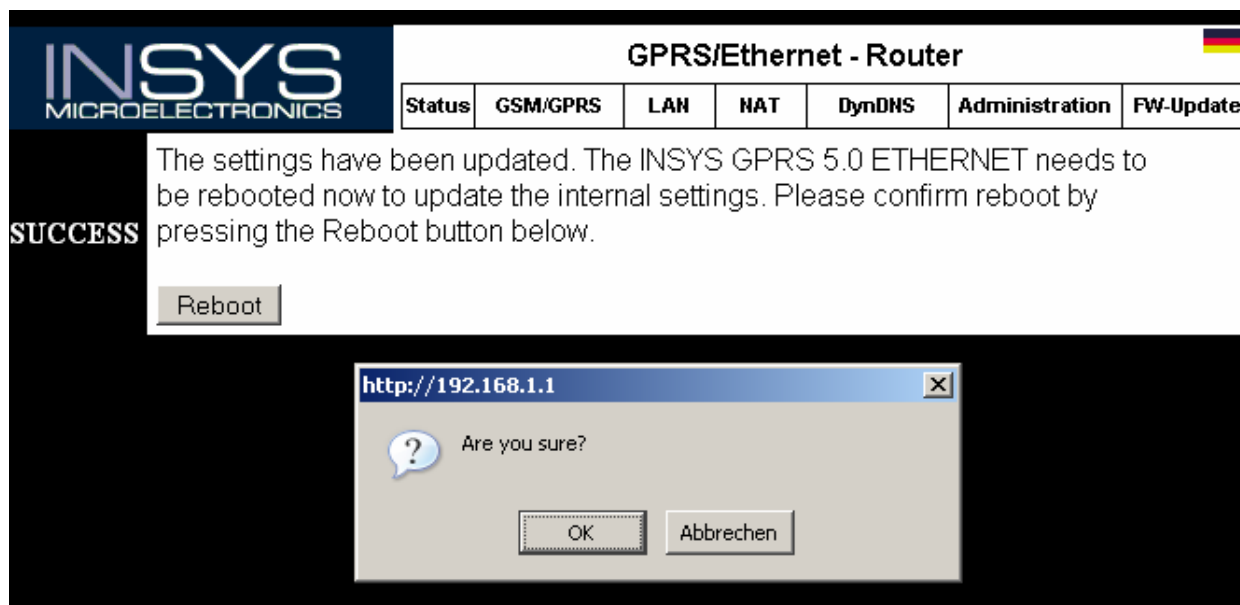 INSYS
MICROELECTRONICS
GPRS/Ethernet - Router
Status GSM/GPRS LAN NAT DynDNS Administration FW-Update
The settings have been updated. The INSYS GPRS 5.0 ETHERNET needs to
be rebooted now to update the internal settings. Please confirm reboot by
SUCCESS pressing the Reboot button below.
Reboot
http://192.168.1.1
?
Are you sure?
OK Abbrechen